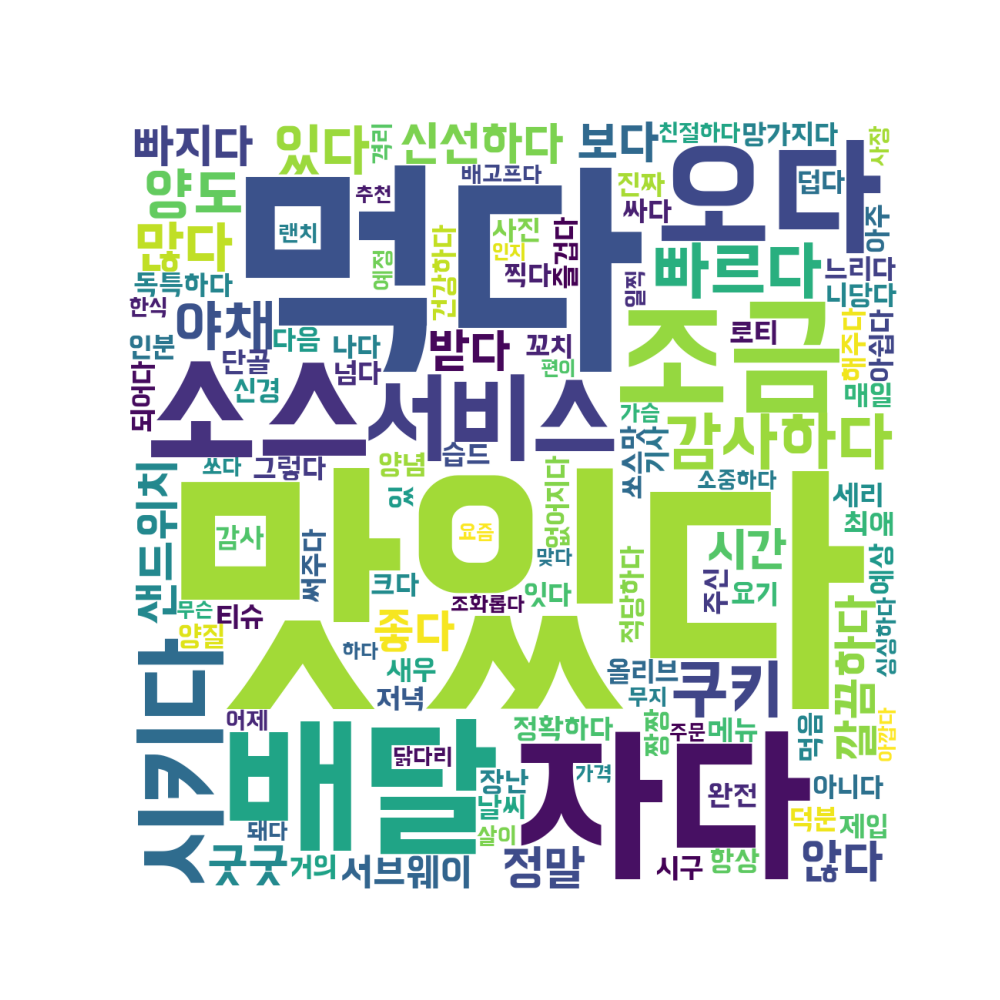 빠지다
있다
격리
신선하다
보다
친절하다
망가지다
사장
양도
먹다
추천
배고프다
진짜
오다
덥다
많다
랜치
사진
싸다
아주
독특하다
예정
건강하다
인지
찍다
즐겁다
빠르다
느리다
한식
야채
일찍
니당다
인분
다음
나다
받다
꼬치
조금
로티
해주다
아쉽다
되어다
단골
신경
넘다
편이
매일
소스
서비스
가슴
감사하다
쏘다
그렇다
양념
습드
쏘스맛
기사
소중하다
샌드위치
맛있다
씨
없어지다
세리
최애
감사
요즘
시간
예상
써주다
맞다
적당하다
주신
요기
무슨
티슈
크다
조화롭다
잇다
양질
좋다
하다
싱싱하다
깔끔하다
시키다
새우
올리브
쿠키
저녁
무지
어제
배달
정확하다
짱짱
주문
메뉴
먹음
아깝다
닭다리
자다
장난
가격
완전
아니다
날씨
돼다
살이
덕분
제입
굿굿
거의
서브웨이
정말
시구
항상
않다